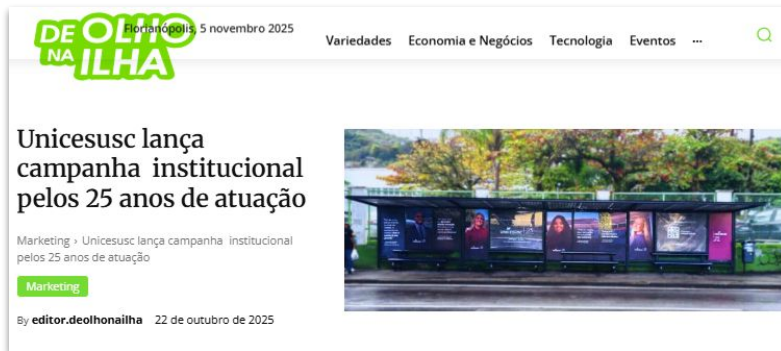 DE OLHO
NA ILHA
Florianópolis, 5 novembro 2025
Variedades Economia e Negócios Tecnologia Eventos ...
Unicesusc lança
campanha institucional
pelos 25 anos de atuação
Marketing › Unicesusc lança campanha institucional
pelos 25 anos de atuação
Marketing
By editor.deolhonailha 22 de outubro de 2025